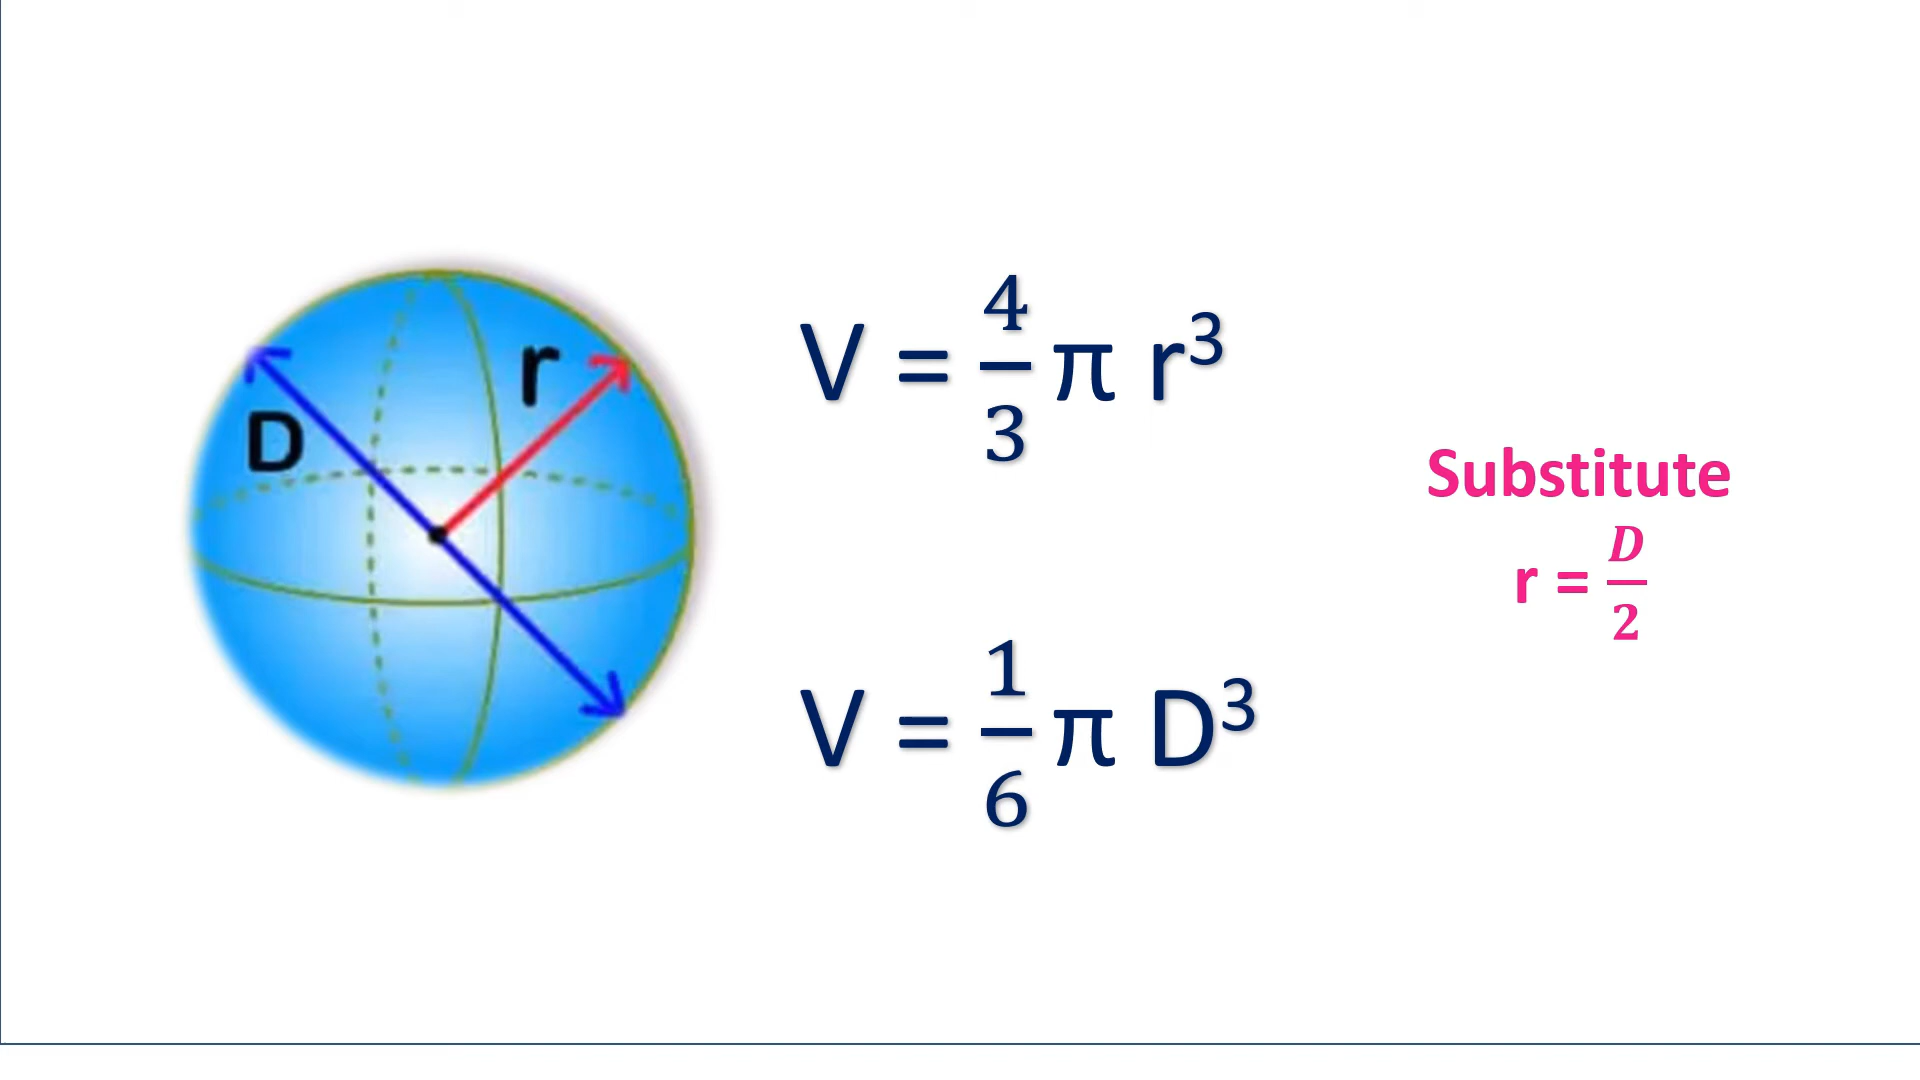 D
r
V = 4/3 π r³
Substitute
r = D/2
V = 1/6 π D³